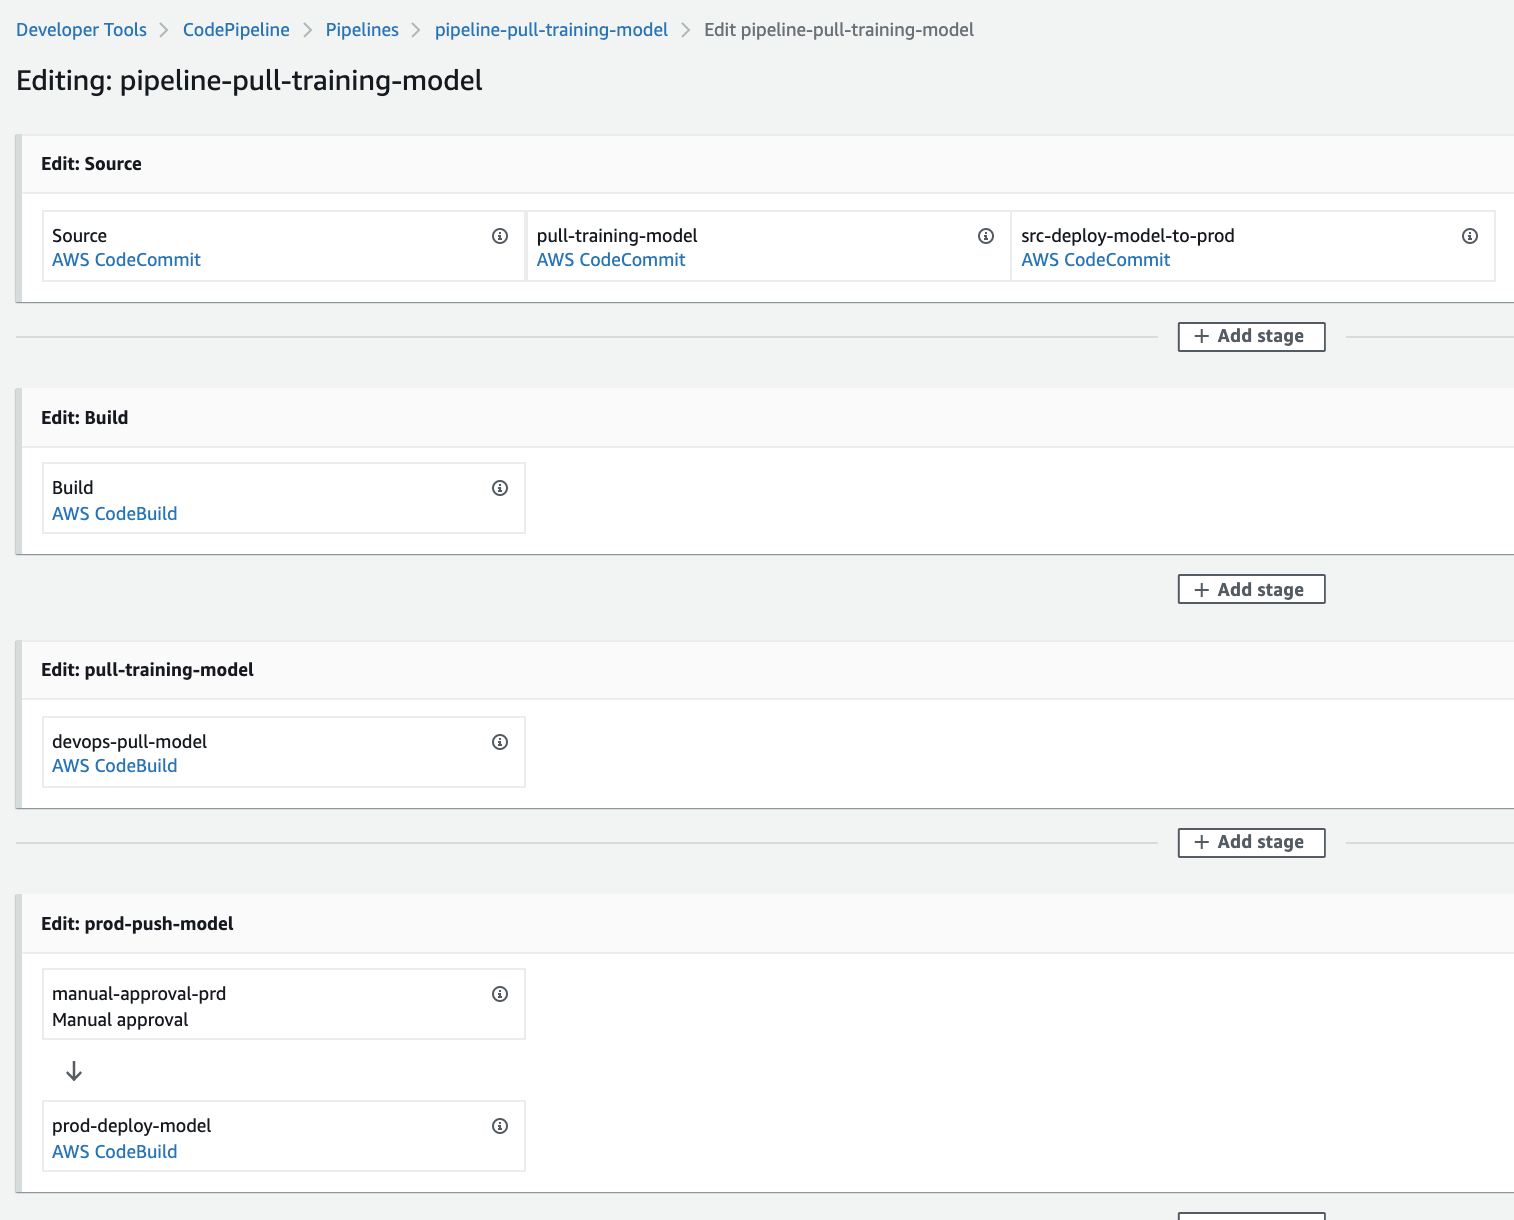 Developer Tools > CodePipeline > Pipelines > pipeline-pull-training-model > Edit pipeline-pull-training-model
Editing: pipeline-pull-training-model
Edit: Source
Source
AWS CodeCommit
pull-training-model
AWS CodeCommit
src-deploy-model-to-prod
AWS CodeCommit
+ Add stage
Edit: Build
Build
AWS CodeBuild
+ Add stage
Edit: pull-training-model
devops-pull-model
AWS CodeBuild
+ Add stage
Edit: prod-push-model
manual-approval-prd
Manual approval
prod-deploy-model
AWS CodeBuild